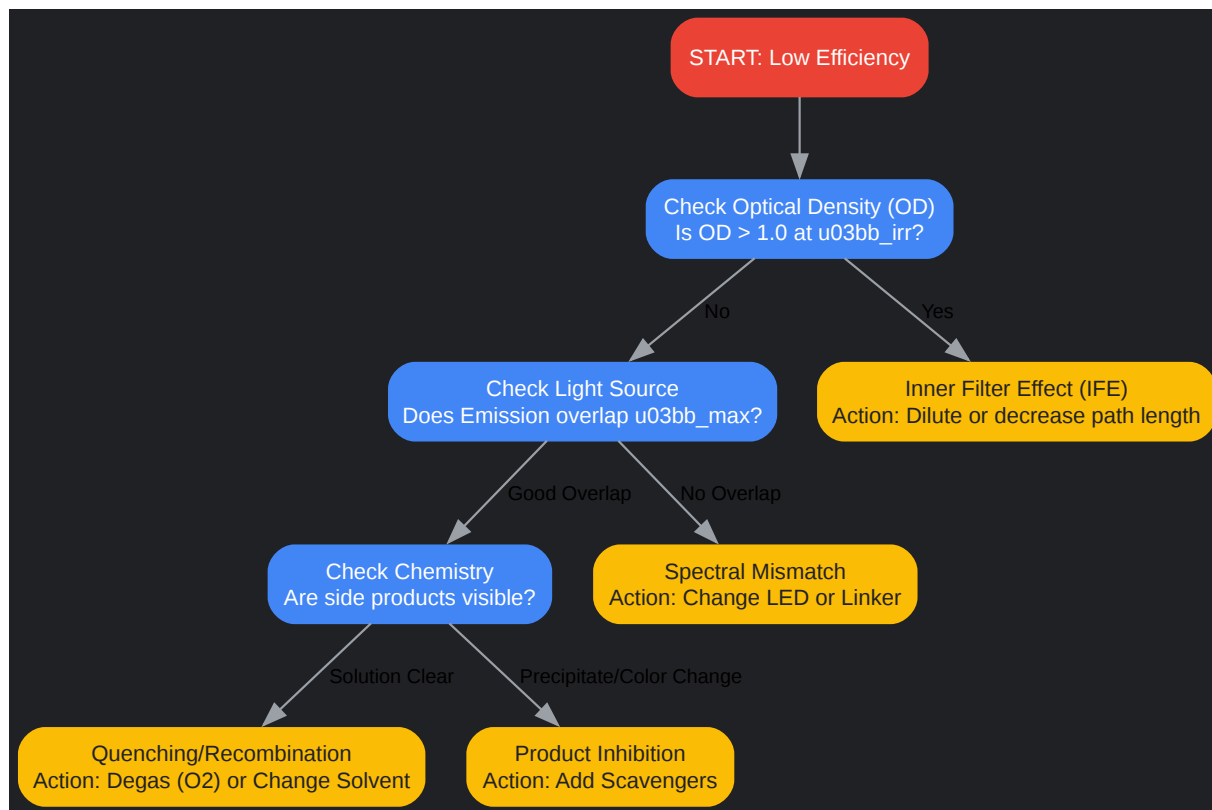 START: Low Efficiency
Check Optical Density (OD)
Is OD > 1.0 at u03bb_irr?
No
Yes
Check Light Source
Does Emission overlap u03bb_max?
Inner Filter Effect (IFE)
Action: Dilute or decrease path length
Good Overlap
No Overlap
Check Chemistry
Are side products visible?
Spectral Mismatch
Action: Change LED or Linker
Solution Clear
Precipitate/Color Change
Quenching/Recombination
Action: Degas (O2) or Change Solvent
Product Inhibition
Action: Add Scavengers